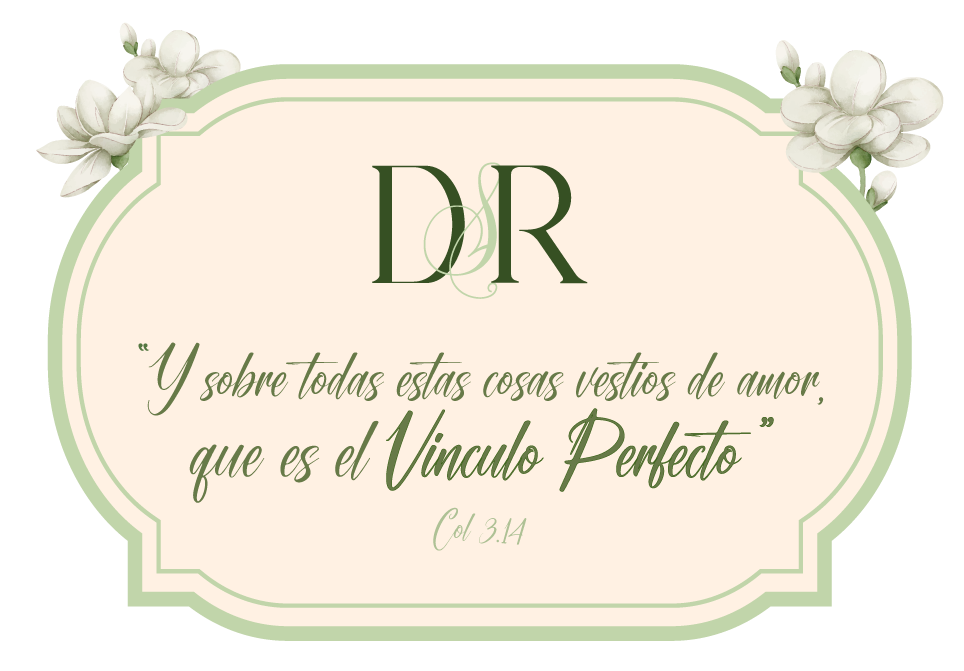 D&R
“Y sobre todas estas cosas vestios de amor,
que es el Vinculo Perfecto”
Col 3.14